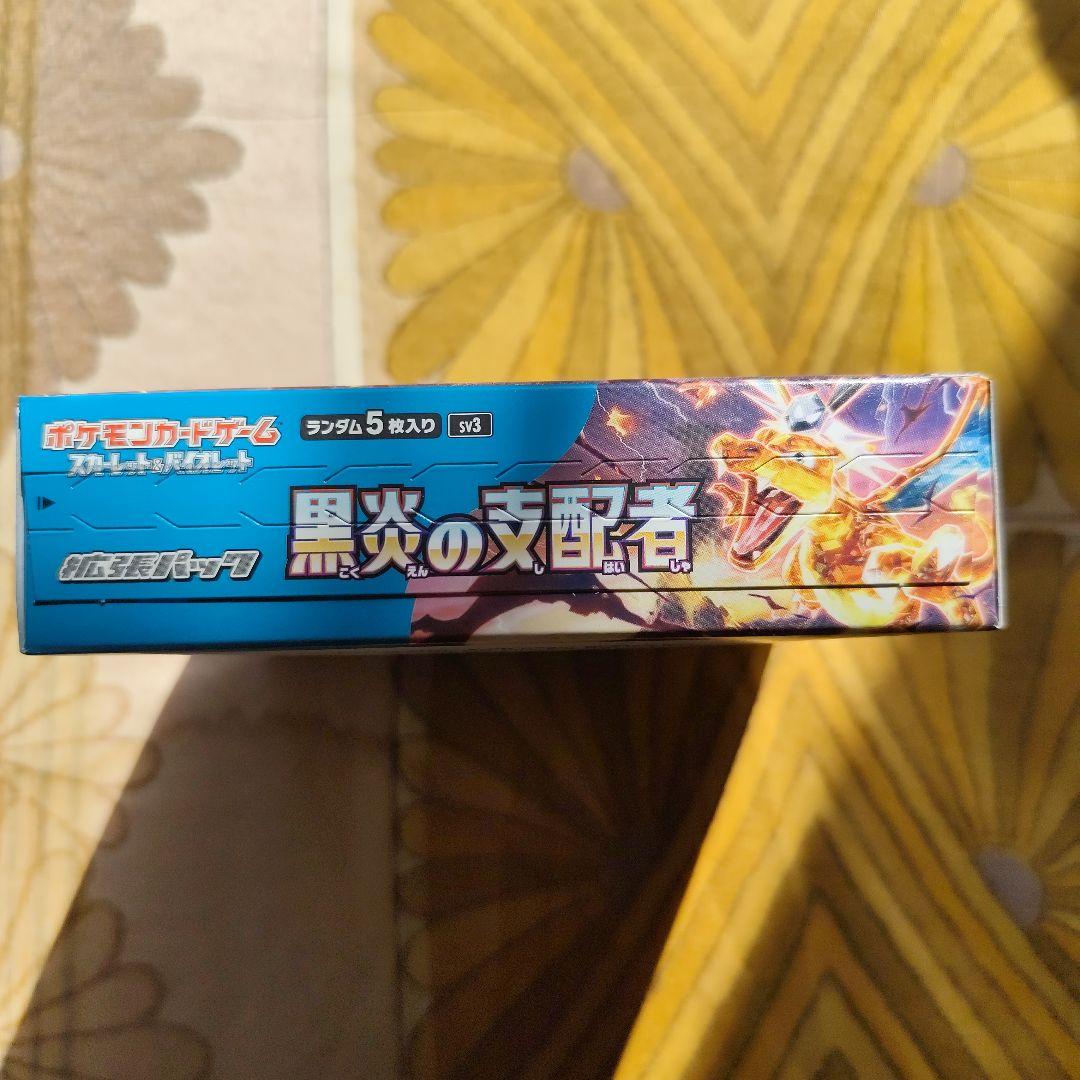 ポケモンカードゲーム
スカーレット&バイオレット
ランダム5枚入り
sv3
拡張パック
黒炎の支配者
こくえんしはいしゃ